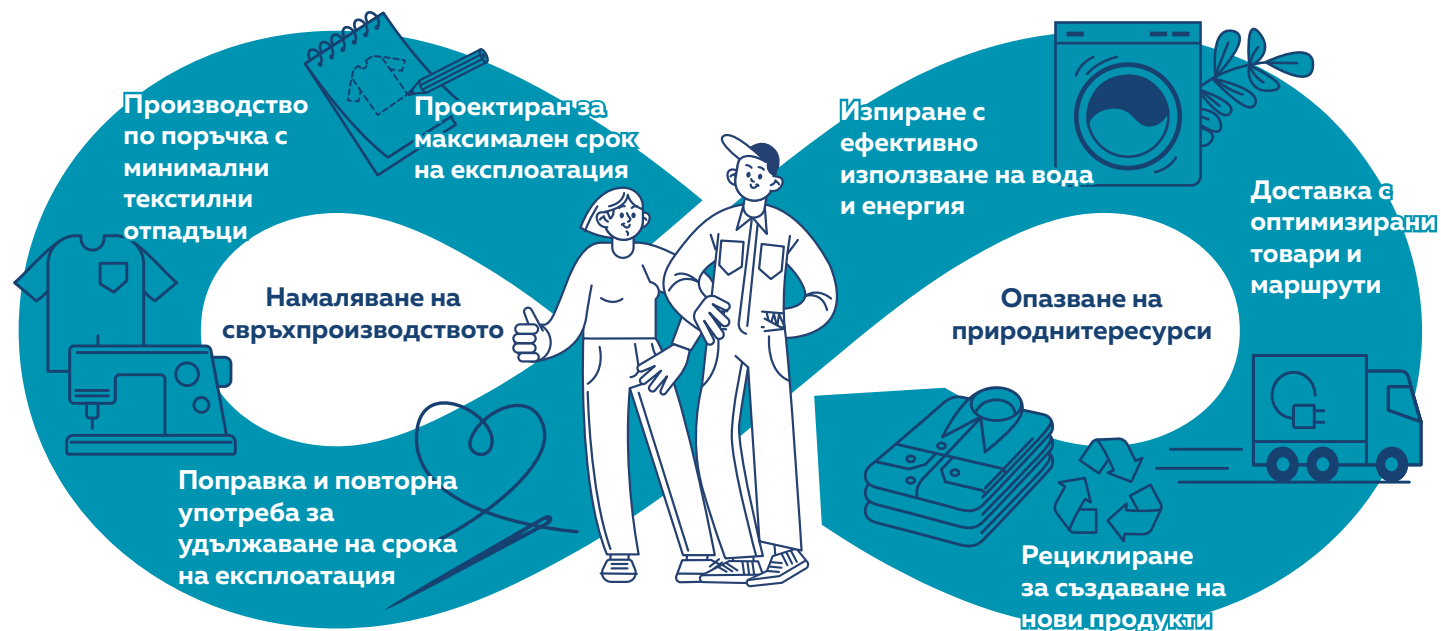 Производство
по поръчка с
минимални
текстилни
отпадъци
Проектиран за
максимален срок
на експлоатация
Намаляване на
свръхпроизводството
Поправка и повторна
употреба за
удължаване на срока
на експлоатация
Изпиране с
ефективно
използване на вода
и енергия
Доставка с
оптимизирани
товари и
маршрути
Опазване на
природнитересурси
Рециклиране
за създаване на
нови продукти